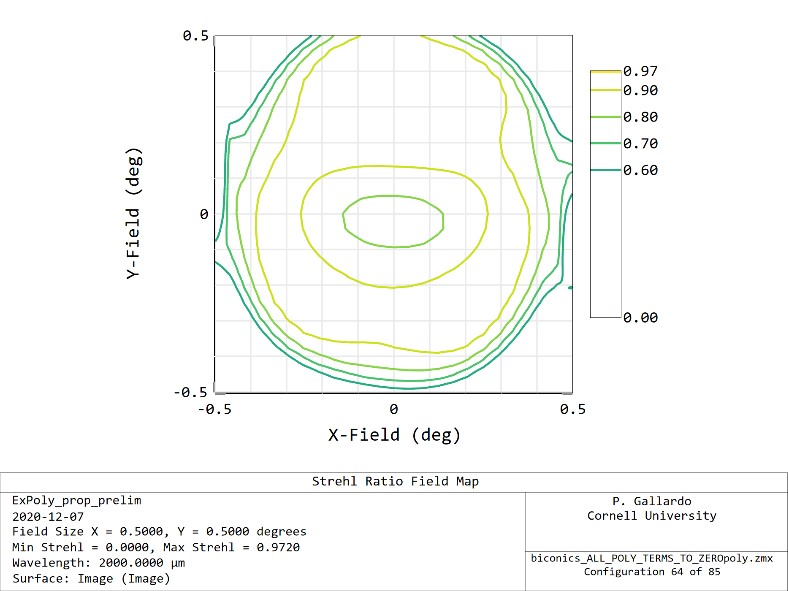 0.5
0
-0.5
-0.5
0
0.5
Y-Field (deg)
X-Field (deg)
0.97
0.90
0.80
0.70
0.60
0.00
Strehl Ratio Field Map
ExPoly_prop_prelim
2020-12-07
Field Size X = 0.5000, Y = 0.5000 degrees
Min Strehl = 0.0000, Max Strehl = 0.9720
Wavelength: 2000.0000 µm
Surface: Image (Image)
P. Gallardo
Cornell University
biconics_ALL_POLY_TERMS_TO_ZEROpoly.zmx
Configuration 64 of 85